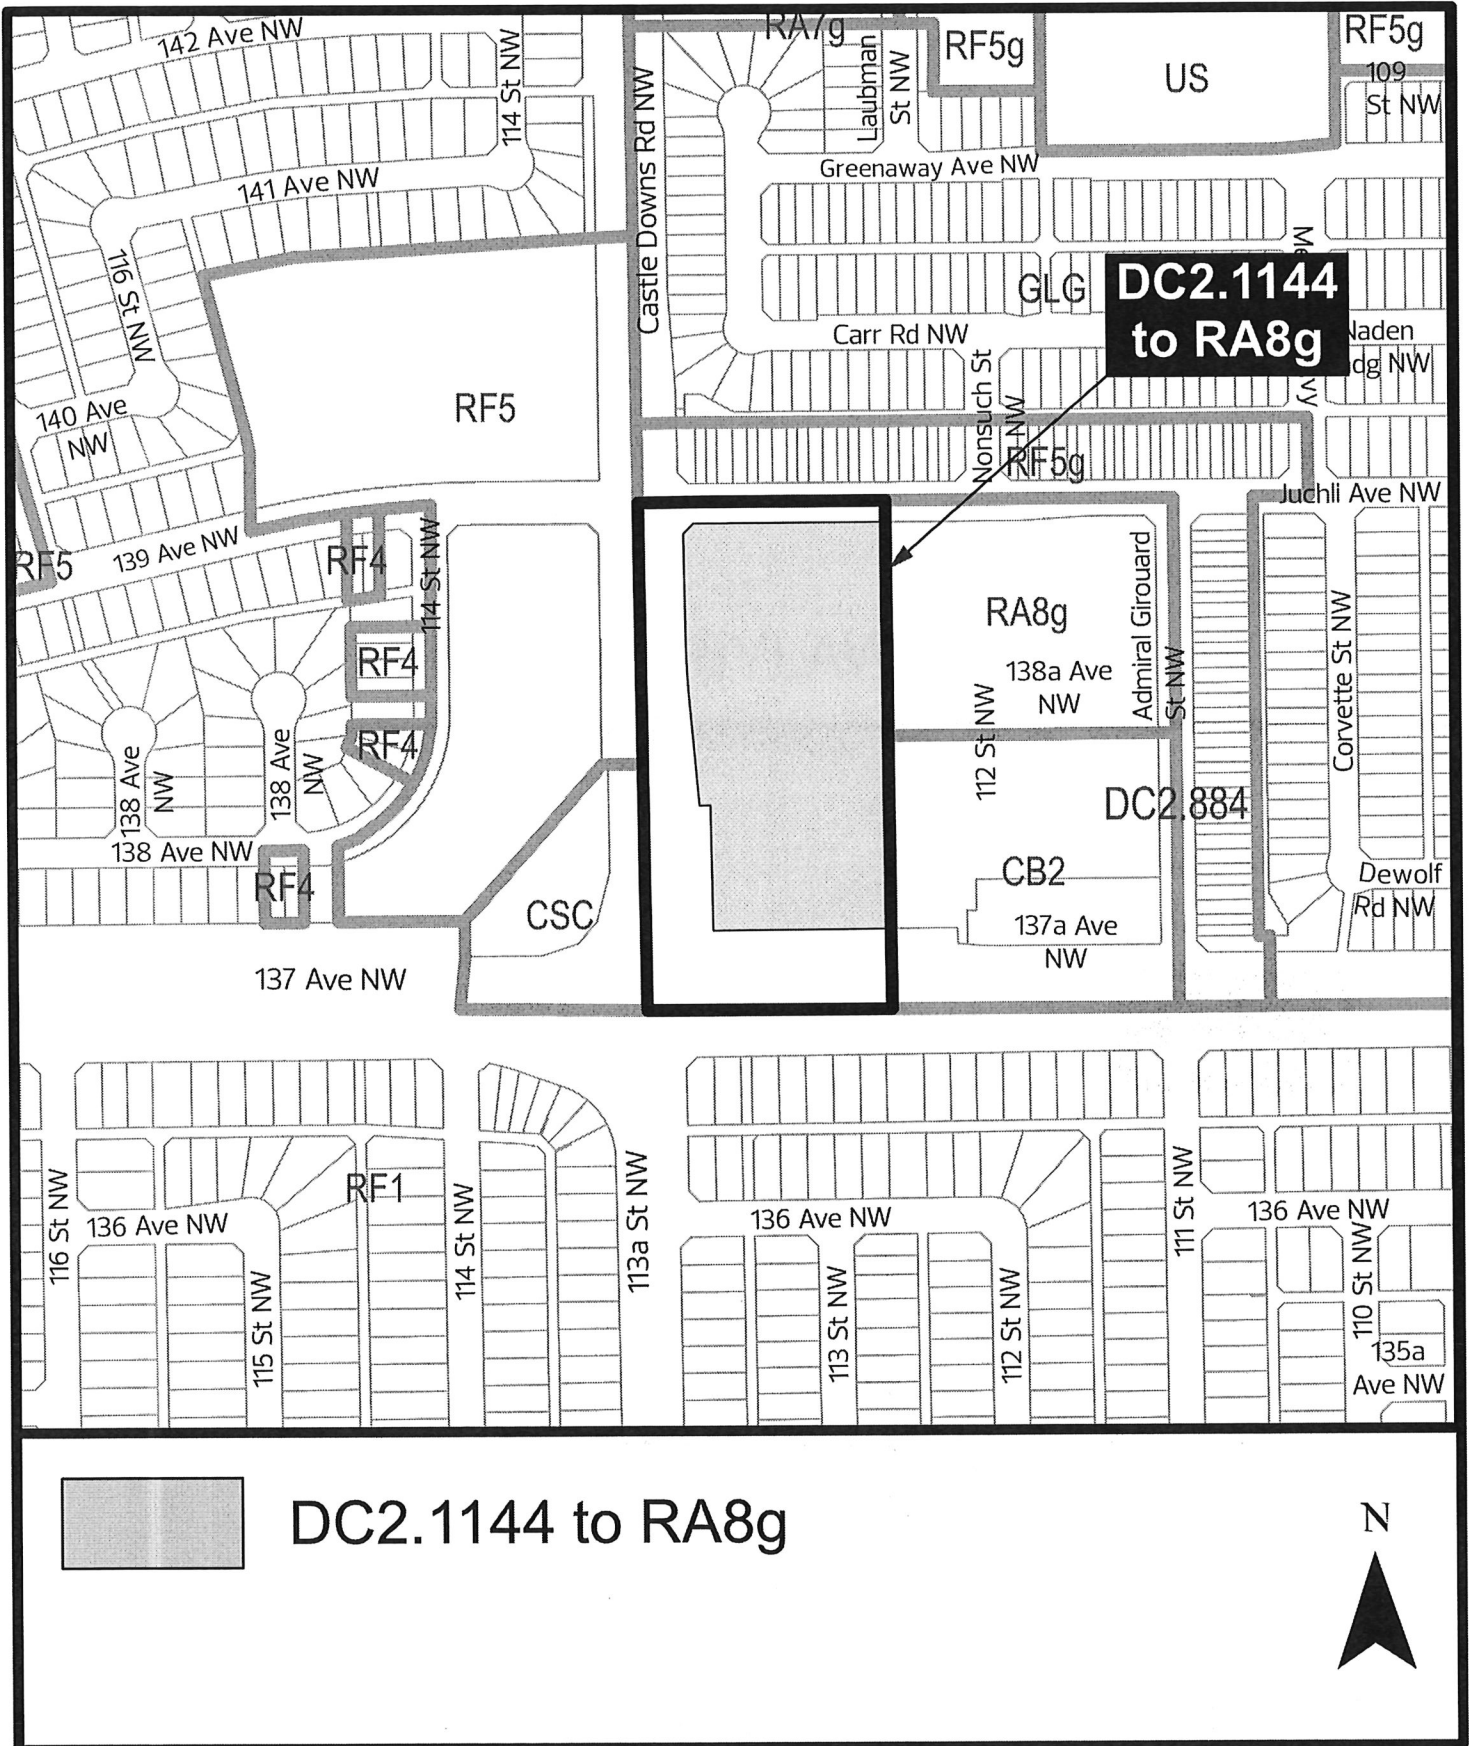 142 Ave NW
114 St NW
RA7g
Laubman
St NW
RF5g
US
RF5g
109
St NW
Castle Downs Rd NW
Greenaway Ave NW
141 Ave NW
116 St NW
GLG
DC2.1144
to RA8g
Carr Rd NW
Naden
NW
Nonsuch St
NW
140 Ave
NW
RF5
RF5g
Juchli Ave NW
RF5
139 Ave NW
RF4
114 St NW
RF4
RF4
RA8g
138a Ave
NW
Admiral Girouard
St NW
112 St NW
Corvette St NW
138 Ave
NW
138 Ave
NW
138 Ave NW
RF4
DC2.884
CB2
Dewolf
Rd NW
CSC
137a Ave
NW
137 Ave NW
RF1
116 St NW
136 Ave NW
115 St NW
114 St NW
113a St NW
136 Ave NW
113 St NW
112 St NW
111 St NW
136 Ave NW
110 St NW
135a
Ave NW
DC2.1144 to RA8g
N